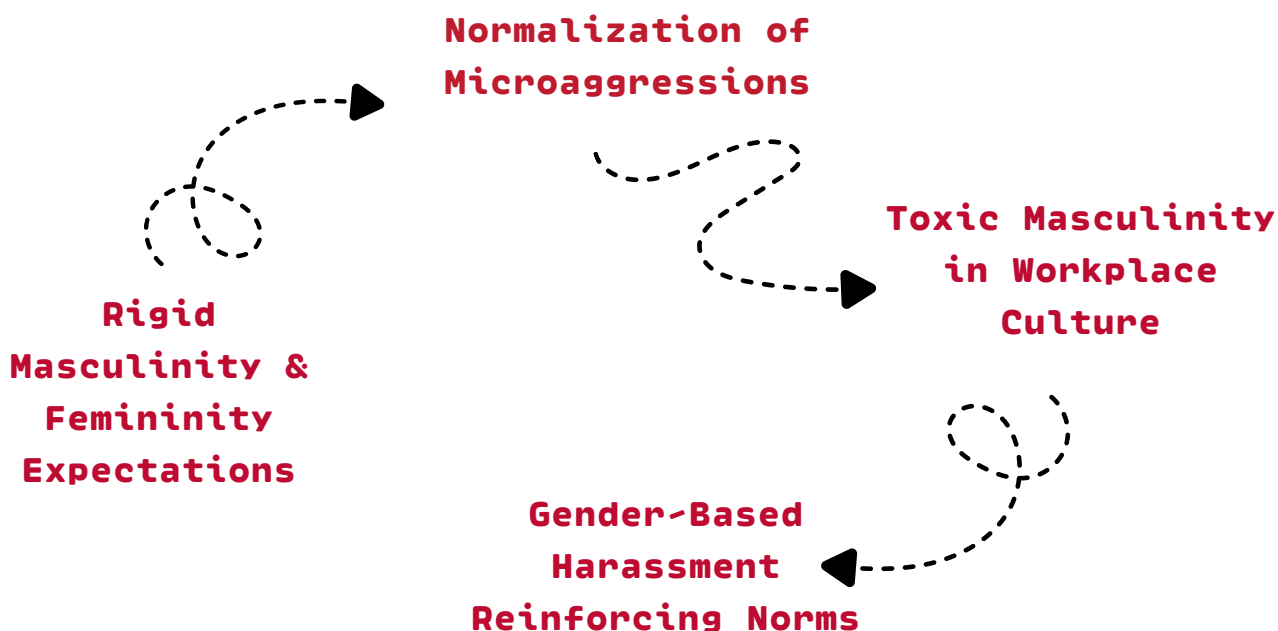 Normalization of
Microaggressions
Toxic Masculinity
in Workplace
Culture
Rigid
Masculinity &
Femininity
Expectations
Gender-Based
Harassment
Reinforcing Norms